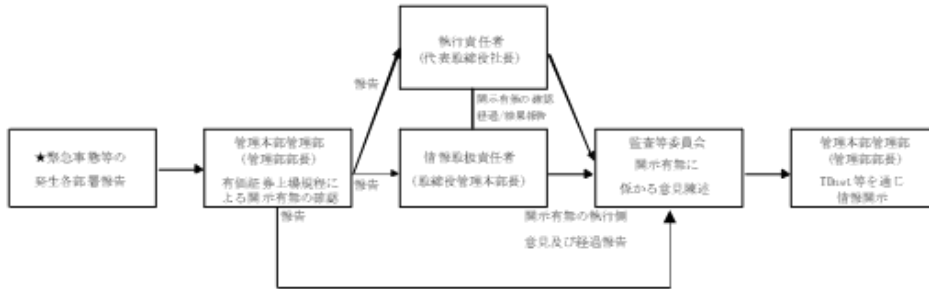 執行責任者
(代表取締役社長)
報告
開示有無の確認
経過/結果報告
★緊急事態等の
発生各部署報告
管理本部管理部
(管理部部長)
有価証券上場規程に
よる開示有無の確認
報告
情報取扱責任者
(取締役管理本部長)
監査等委員会
開示有無に
係かる意見陳述
管理本部管理部
(管理部部長)
TDnet等を通じ
情報開示
報告
開示有無の執行側
意見及び経過報告